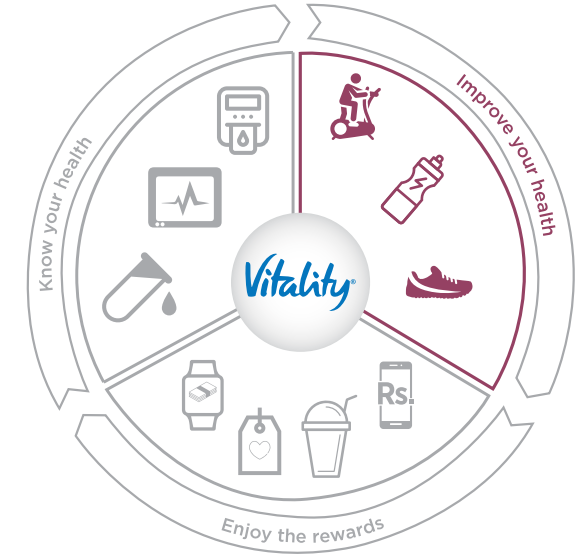 Know your health
Improve your health
Vitality®
Rs.
Enjoy the rewards